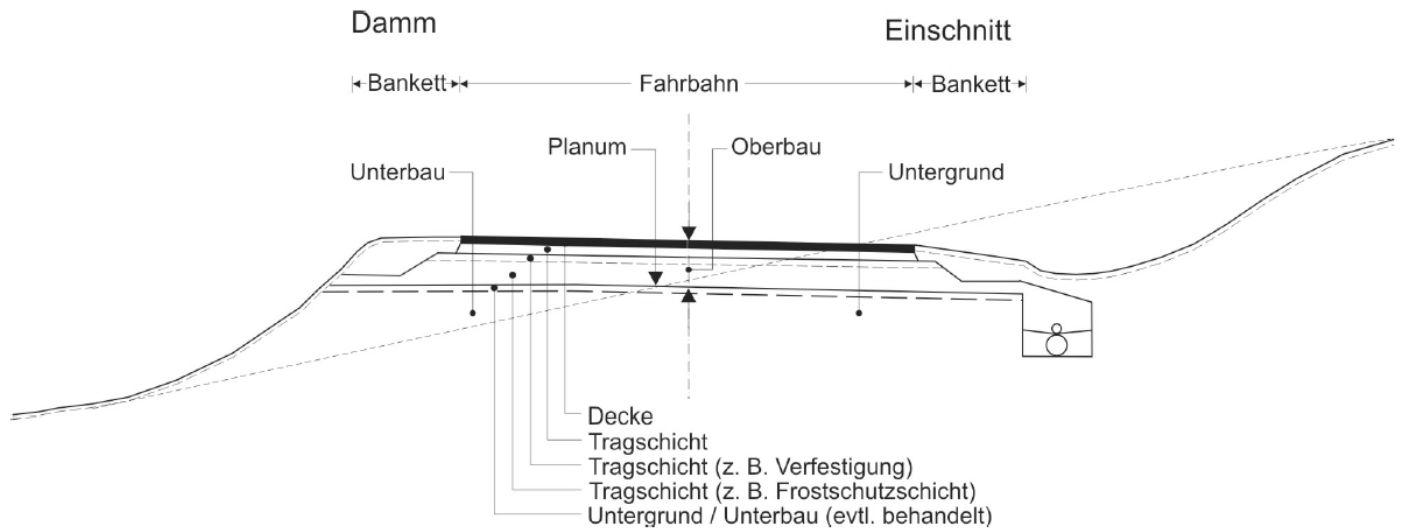 Damm
Einschnitt
Bankett
Fahrbahn
Bankett
Planum
Oberbau
Unterbau
Untergrund
Decke
Tragschicht
Tragschicht (z. B. Verfestigung)
Tragschicht (z. B. Frostschutzschicht)
Untergrund / Unterbau (evtl. behandelt)